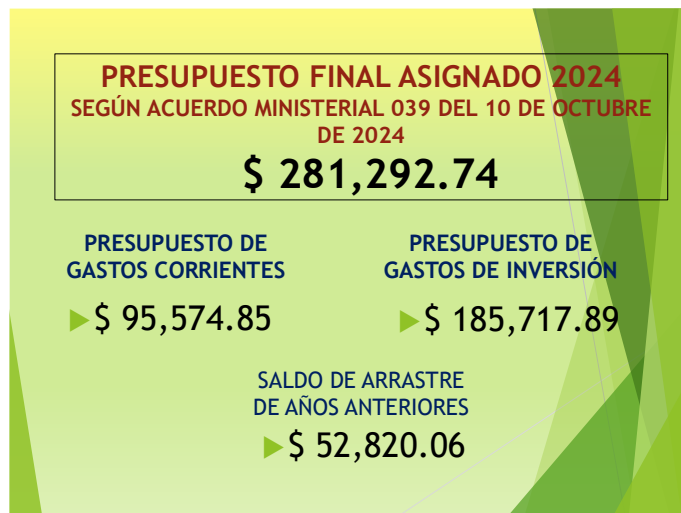 PRESUPUESTO FINAL ASIGNADO 2024
SEGÚN ACUERDO MINISTERIAL 039 DEL 10 DE OCTUBRE
DE 2024
$ 281,292.74
PRESUPUESTO DE
GASTOS CORRIENTES
$ 95,574.85
PRESUPUESTO DE
GASTOS DE INVERSIÓN
$ 185,717.89
SALDO DE ARRASTRE
DE AÑOS ANTERIORES
$ 52,820.06